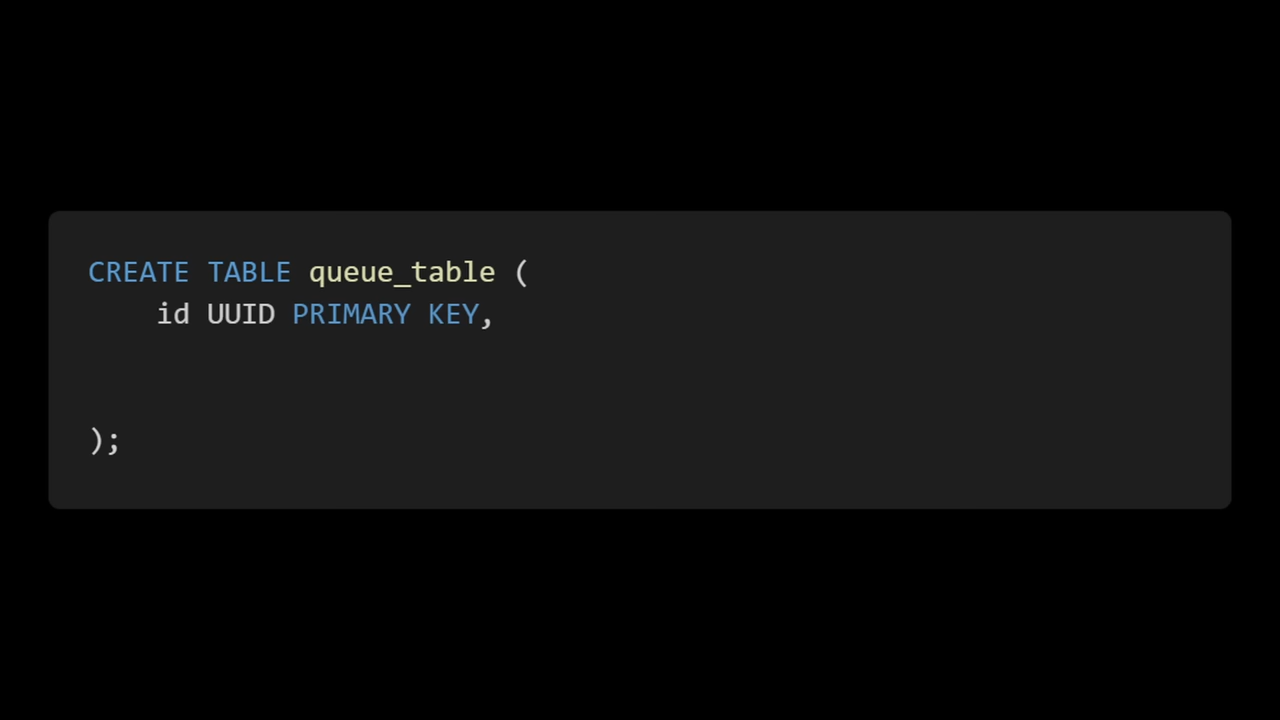 CREATE TABLE queue_table (
    id UUID PRIMARY KEY,
);